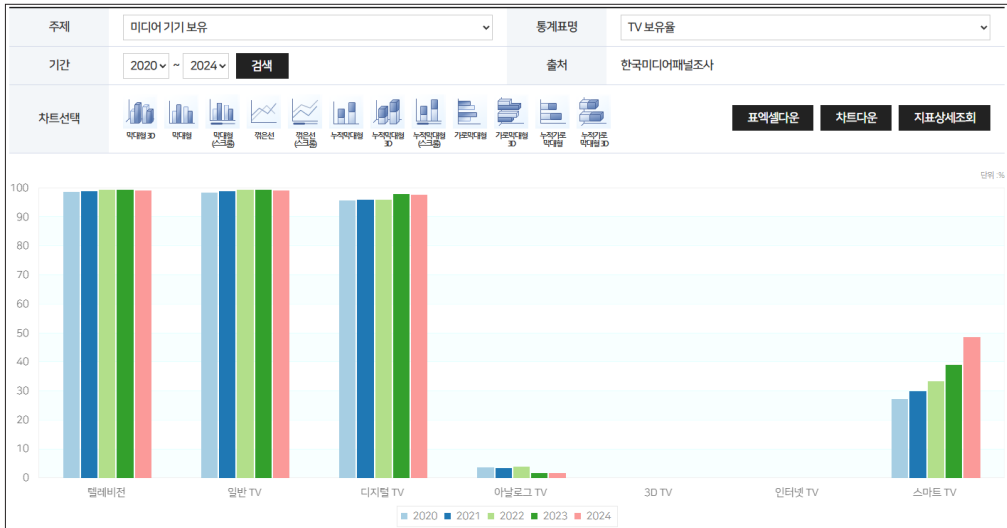 주제 미디어 기기 보유 통계표명 TV 보유율
기간 2020 ~ 2024 검색 출처 한국미디어패널조사
차트선택 막대형 3D 막대형 막대형(스크롤) 꺾은선 꺾은선(스크롤) 누적막대형 누적막대형 3D 누적막대형(스크롤) 가로막대형 가로막대형 3D 누적가로막대형 누적가로막대형 3D 표엑셀다운 차트다운 지표상세조회
단위 :%
100
90
80
70
60
50
40
30
20
10
0
텔레비전 일반 TV 디지털 TV 아날로그 TV 3D TV 인터넷 TV 스마트 TV
2020 2021 2022 2023 2024